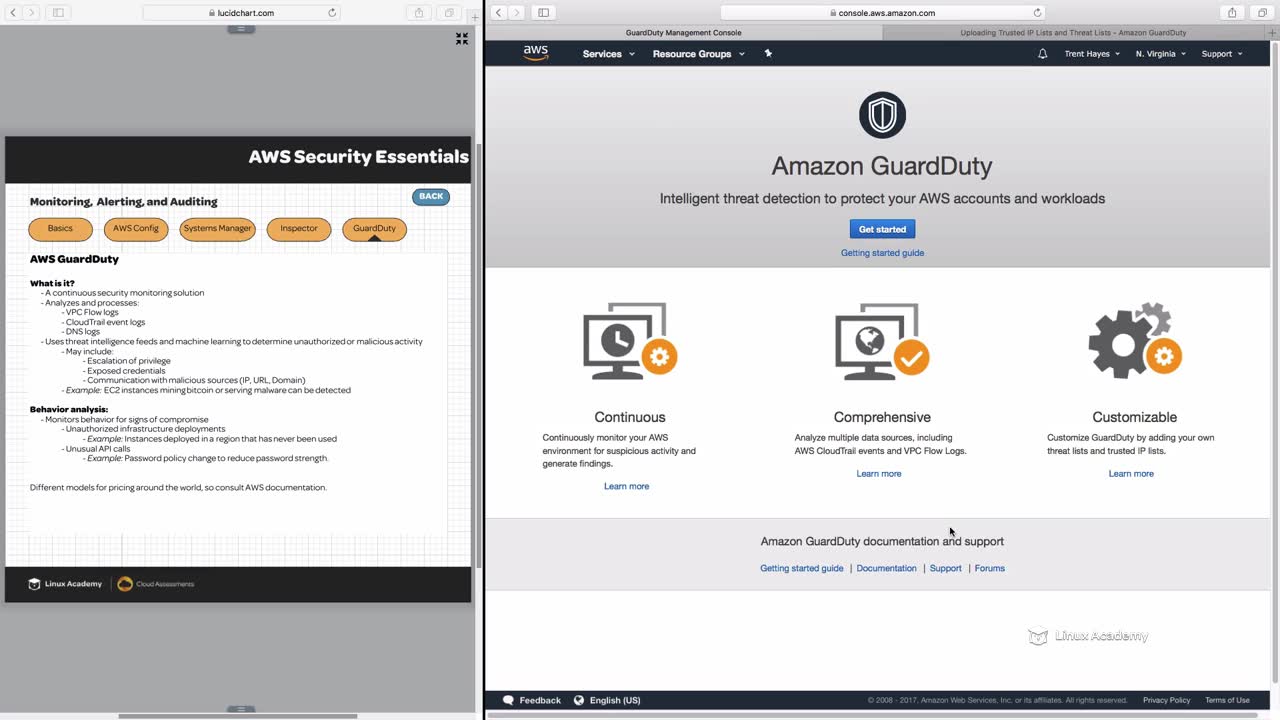 lucidchart.com
AWS Security Essentials
Monitoring, Alerting, and Auditing
BACK
Basics
AWS Config
Systems Manager
Inspector
GuardDuty
AWS GuardDuty
What is it?
- A continuous security monitoring solution
- Analyzes and processes:
- VPC Flow logs
- CloudTrail event logs
- DNS logs
- Uses threat intelligence feeds and machine learning to determine unauthorized or malicious activity
- May include:
- Escalation of privilege
- Exposed credentials
- Communication with malicious sources (IP, URL, Domain)
- Example: EC2 instances mining bitcoin or serving malware can be detected
Behavior analysis:
- Monitors behavior for signs of compromise
- Unauthorized infrastructure deployments
- Example: Instances deployed in a region that has never been used
- Unusual API calls
- Example: Password policy change to reduce password strength.
Different models for pricing around the world, so consult AWS documentation.
Linux Academy
Cloud Assessments
console.aws.amazon.com
GuardDuty Management Console
Uploading Trusted IP Lists and Threat Lists - Amazon GuardDuty
aws
Services
Resource Groups
Trent Hayes
N. Virginia
Support
Amazon GuardDuty
Intelligent threat detection to protect your AWS accounts and workloads
Get started
Getting started guide
Continuous
Continuously monitor your AWS
environment for suspicious activity and
generate findings.
Learn more
Comprehensive
Analyze multiple data sources, including
AWS CloudTrail events and VPC Flow Logs.
Learn more
Customizable
Customize GuardDuty by adding your own
threat lists and trusted IP lists.
Learn more
Amazon GuardDuty documentation and support
Getting started guide | Documentation | Support | Forums
Linux Academy
Feedback
English (US)
© 2008 - 2017, Amazon Web Services, Inc. or its affiliates. All rights reserved.
Privacy Policy
Terms of Use